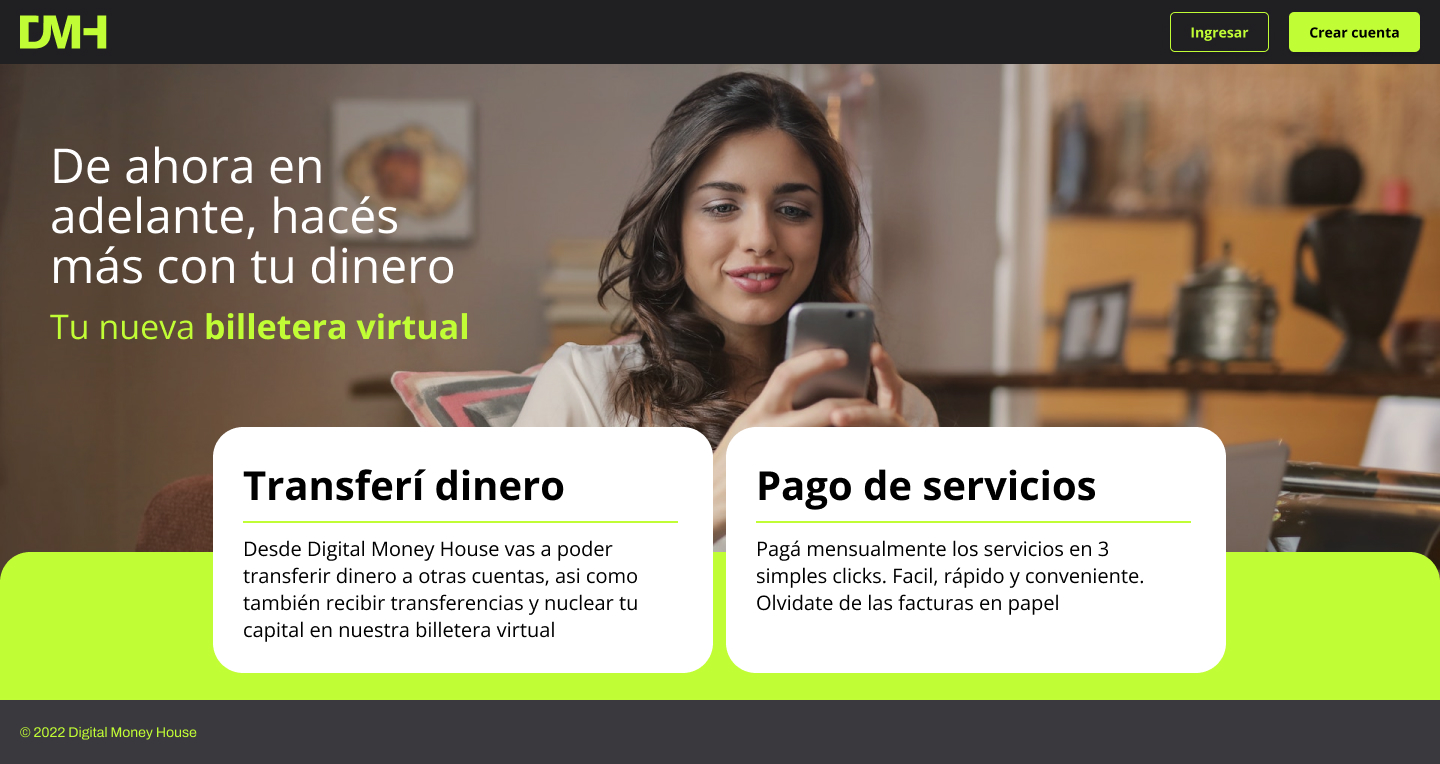 DMH
Ingresar
Crear cuenta
De ahora en
adelante, hacés
más con tu dinero
Tu nueva billetera virtual
Transferí dinero
Desde Digital Money House vas a poder
transferir dinero a otras cuentas, asi como
también recibir transferencias y nuclear tu
capital en nuestra billetera virtual
Pago de servicios
Pagá mensualmente los servicios en 3
simples clicks. Facil, rápido y conveniente.
Olvidate de las facturas en papel
© 2022 Digital Money House